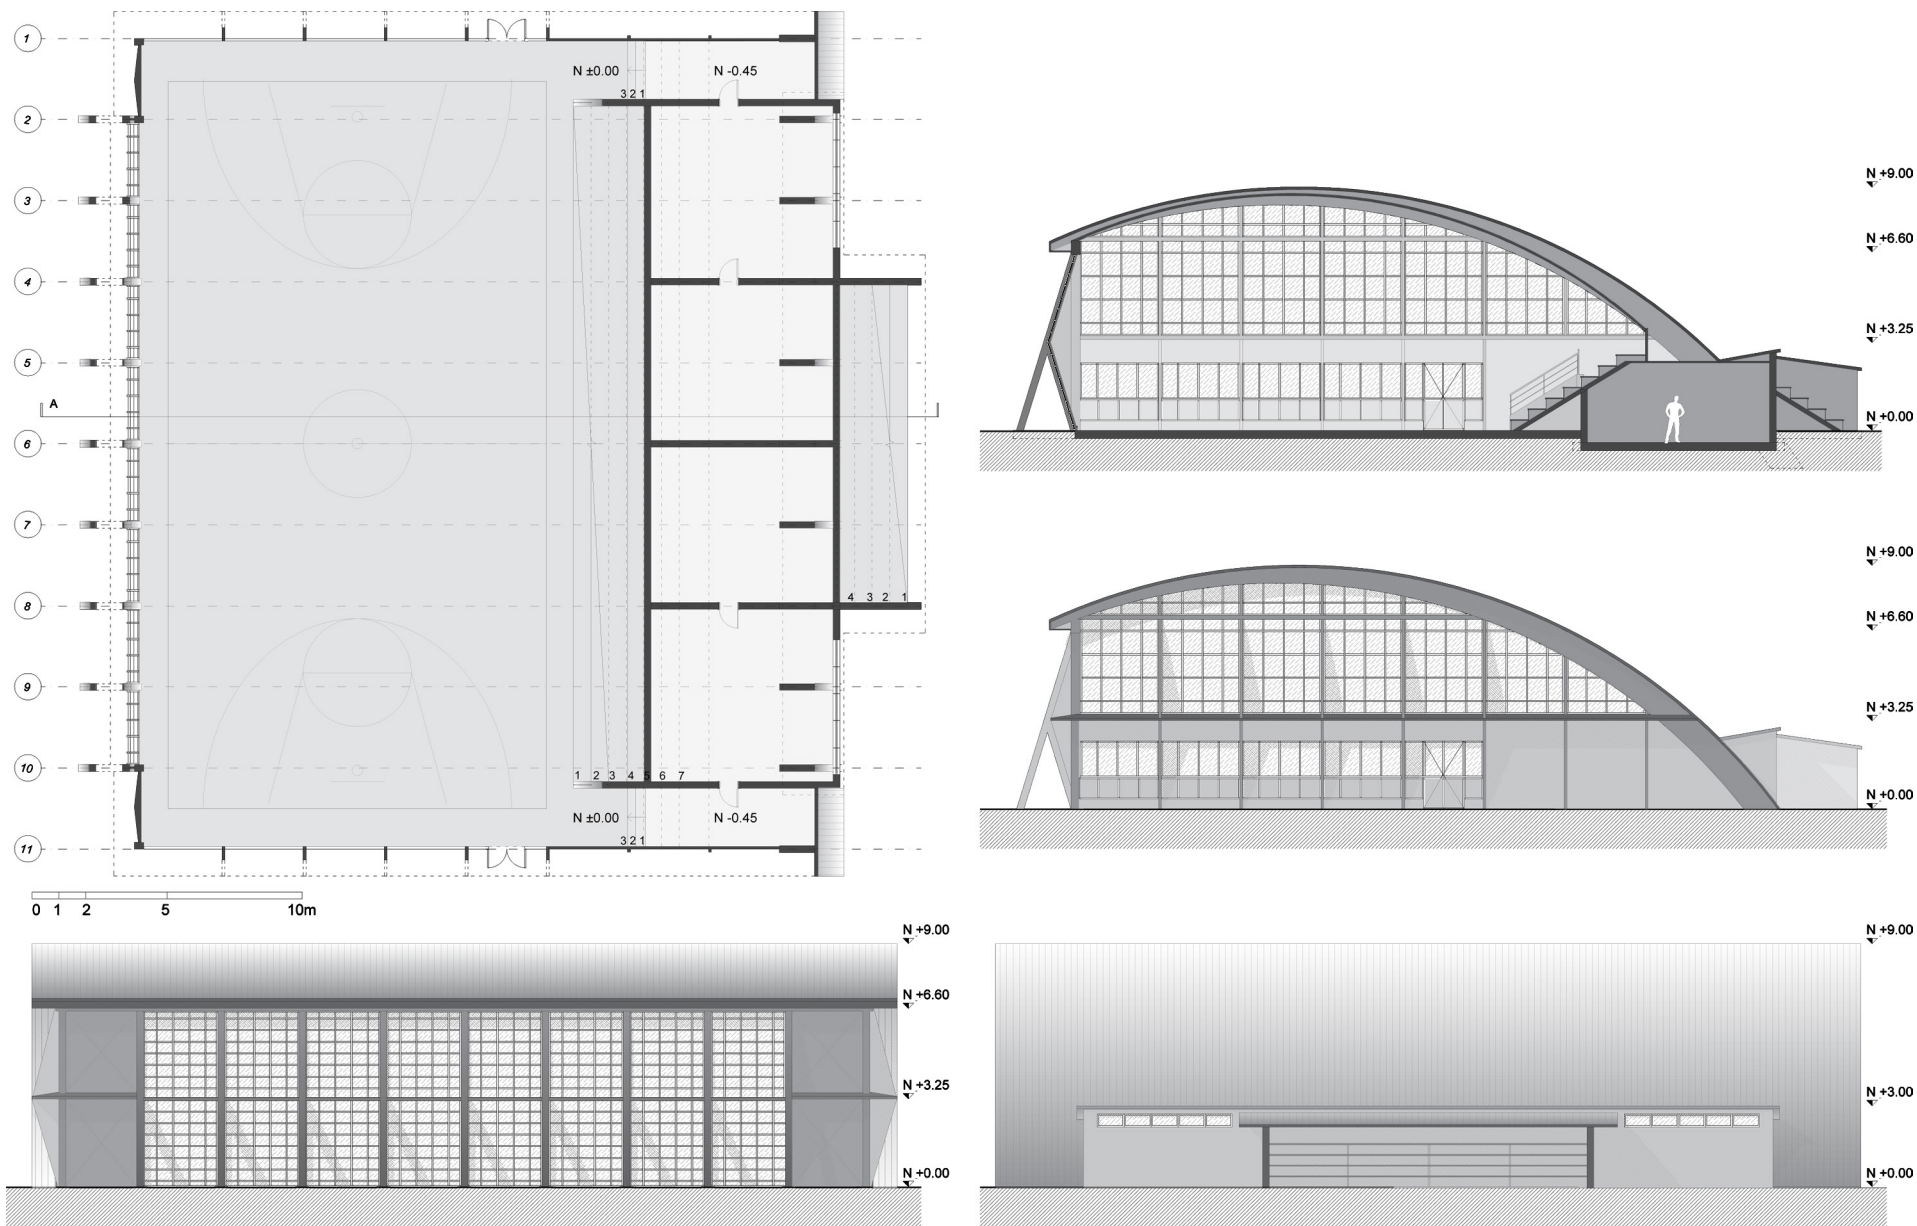 1
N ±0.00
N -0.45
3 2 1
2
3
4
5
A
6
7
8
4 3 2 1
9
10
1 2 3 4 5 6 7
N ±0.00
N -0.45
3 2 1
11
0 1 2 5 10m
N +9.00
N +6.60
N +3.25
N +0.00
N +9.00
N +6.60
N +3.25
N +0.00
N +9.00
N +6.60
N +3.25
N +0.00
N +9.00
N +3.00
N +0.00